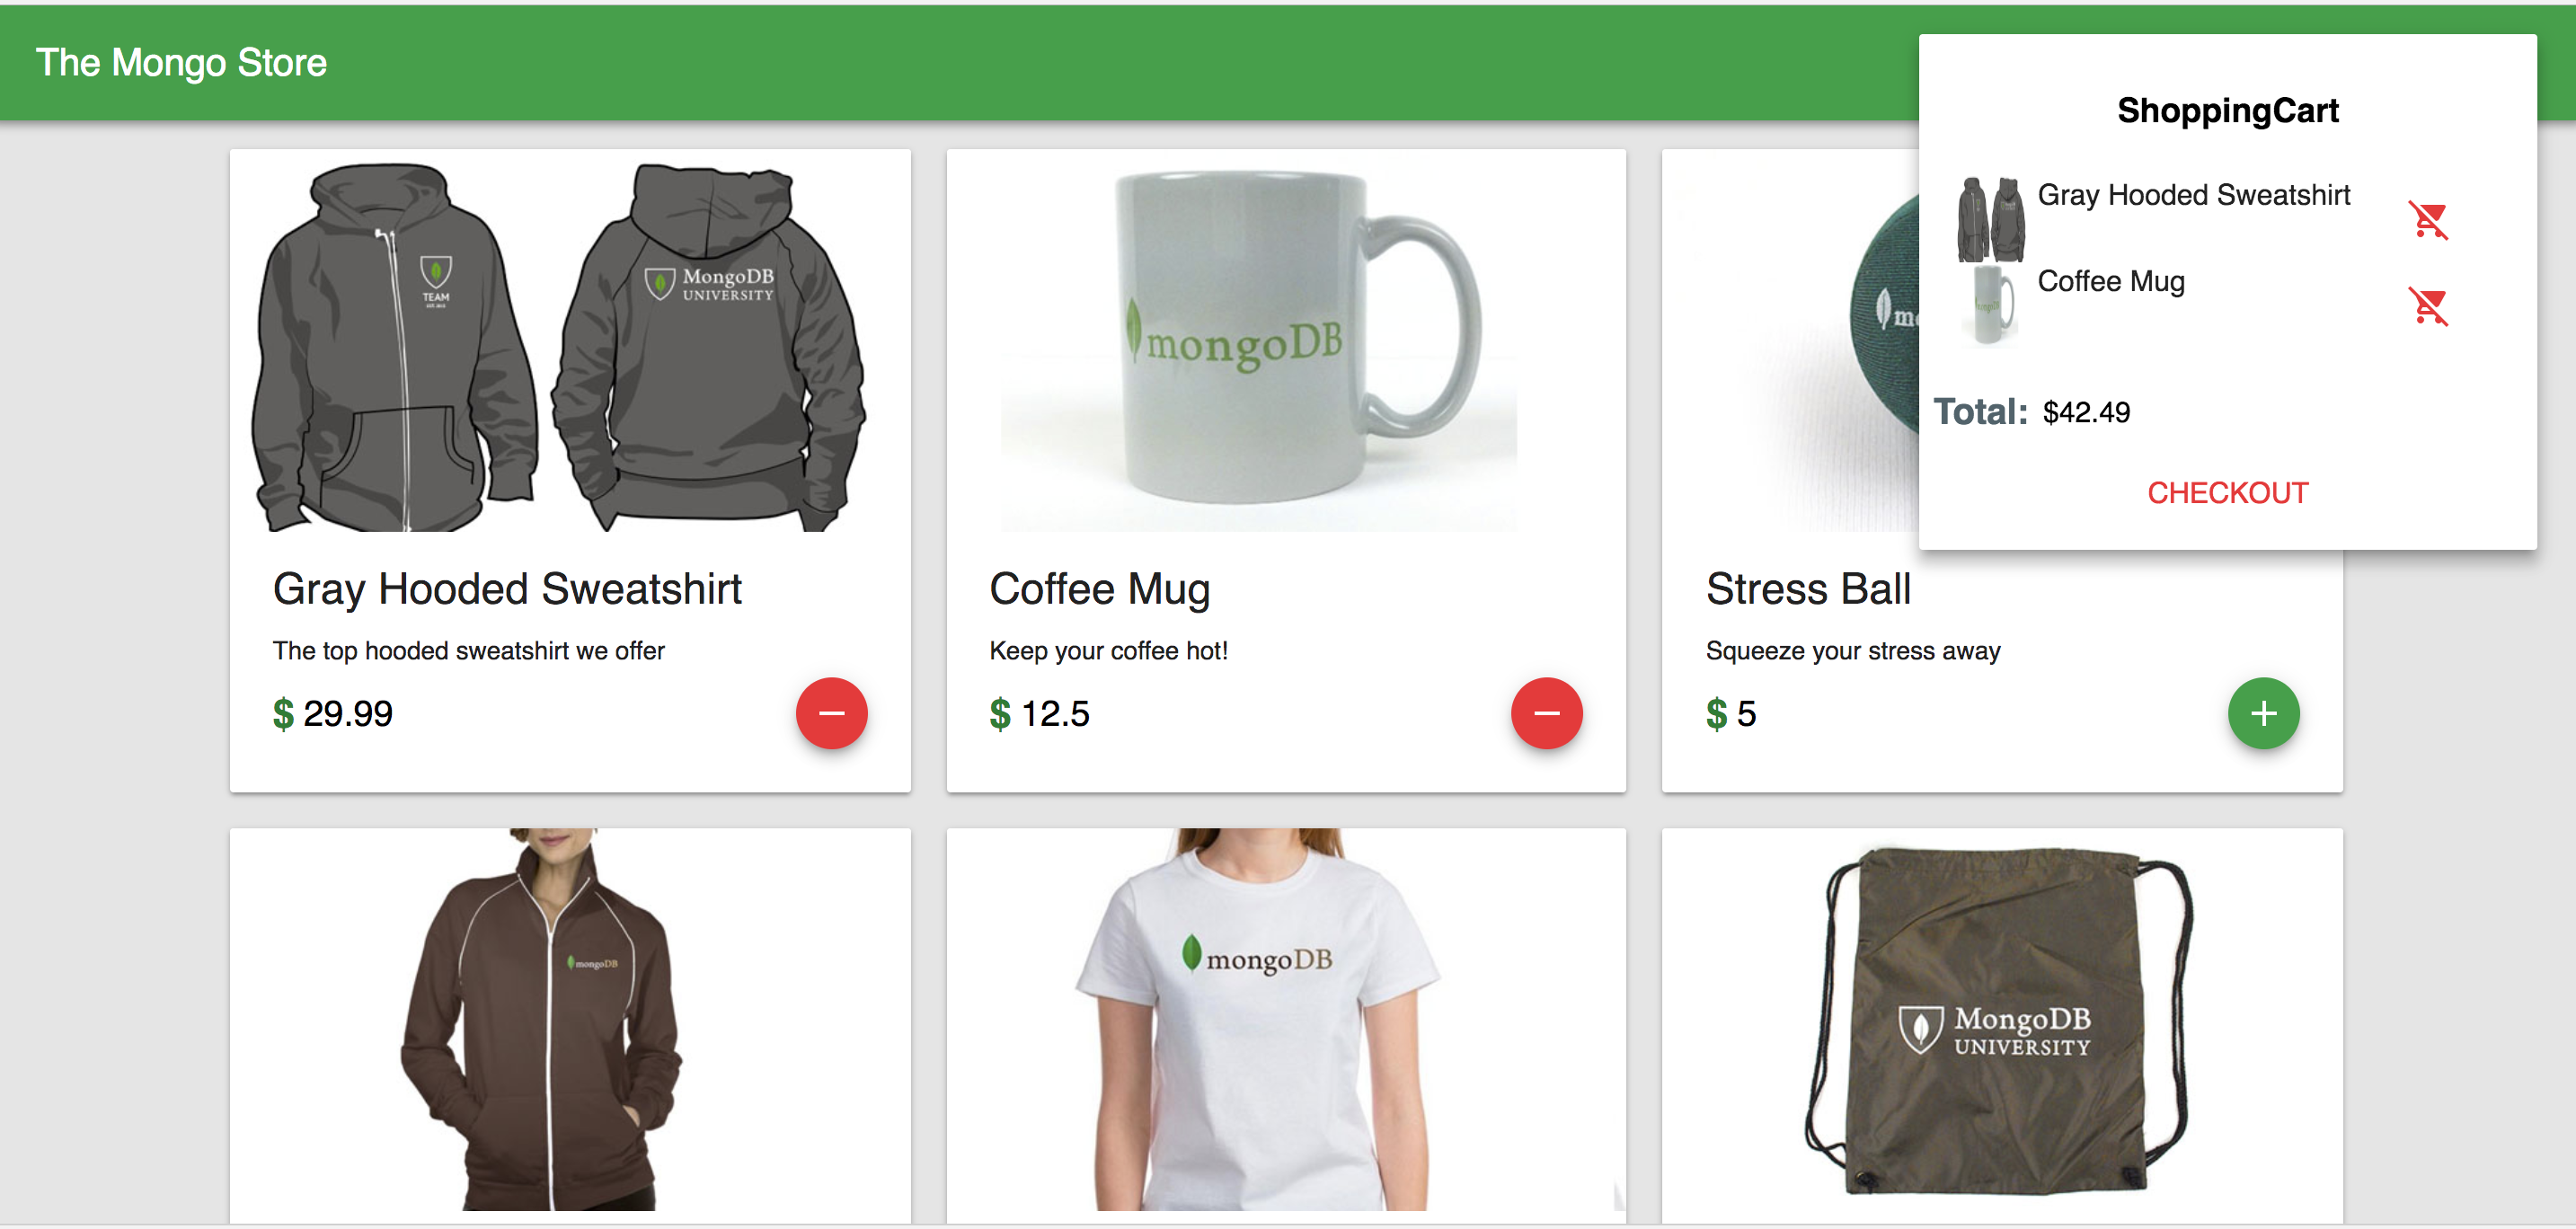 The Mongo Store
ShoppingCart
Gray Hooded Sweatshirt
Coffee Mug
Total: $42.49
CHECKOUT
TEAM
MongoDB
UNIVERSITY
mongoDB
Gray Hooded Sweatshirt
The top hooded sweatshirt we offer
$ 29.99
Coffee Mug
Keep your coffee hot!
$ 12.5
Stress Ball
Squeeze your stress away
$ 5
mongoDB
mongoDB
MongoDB
UNIVERSITY